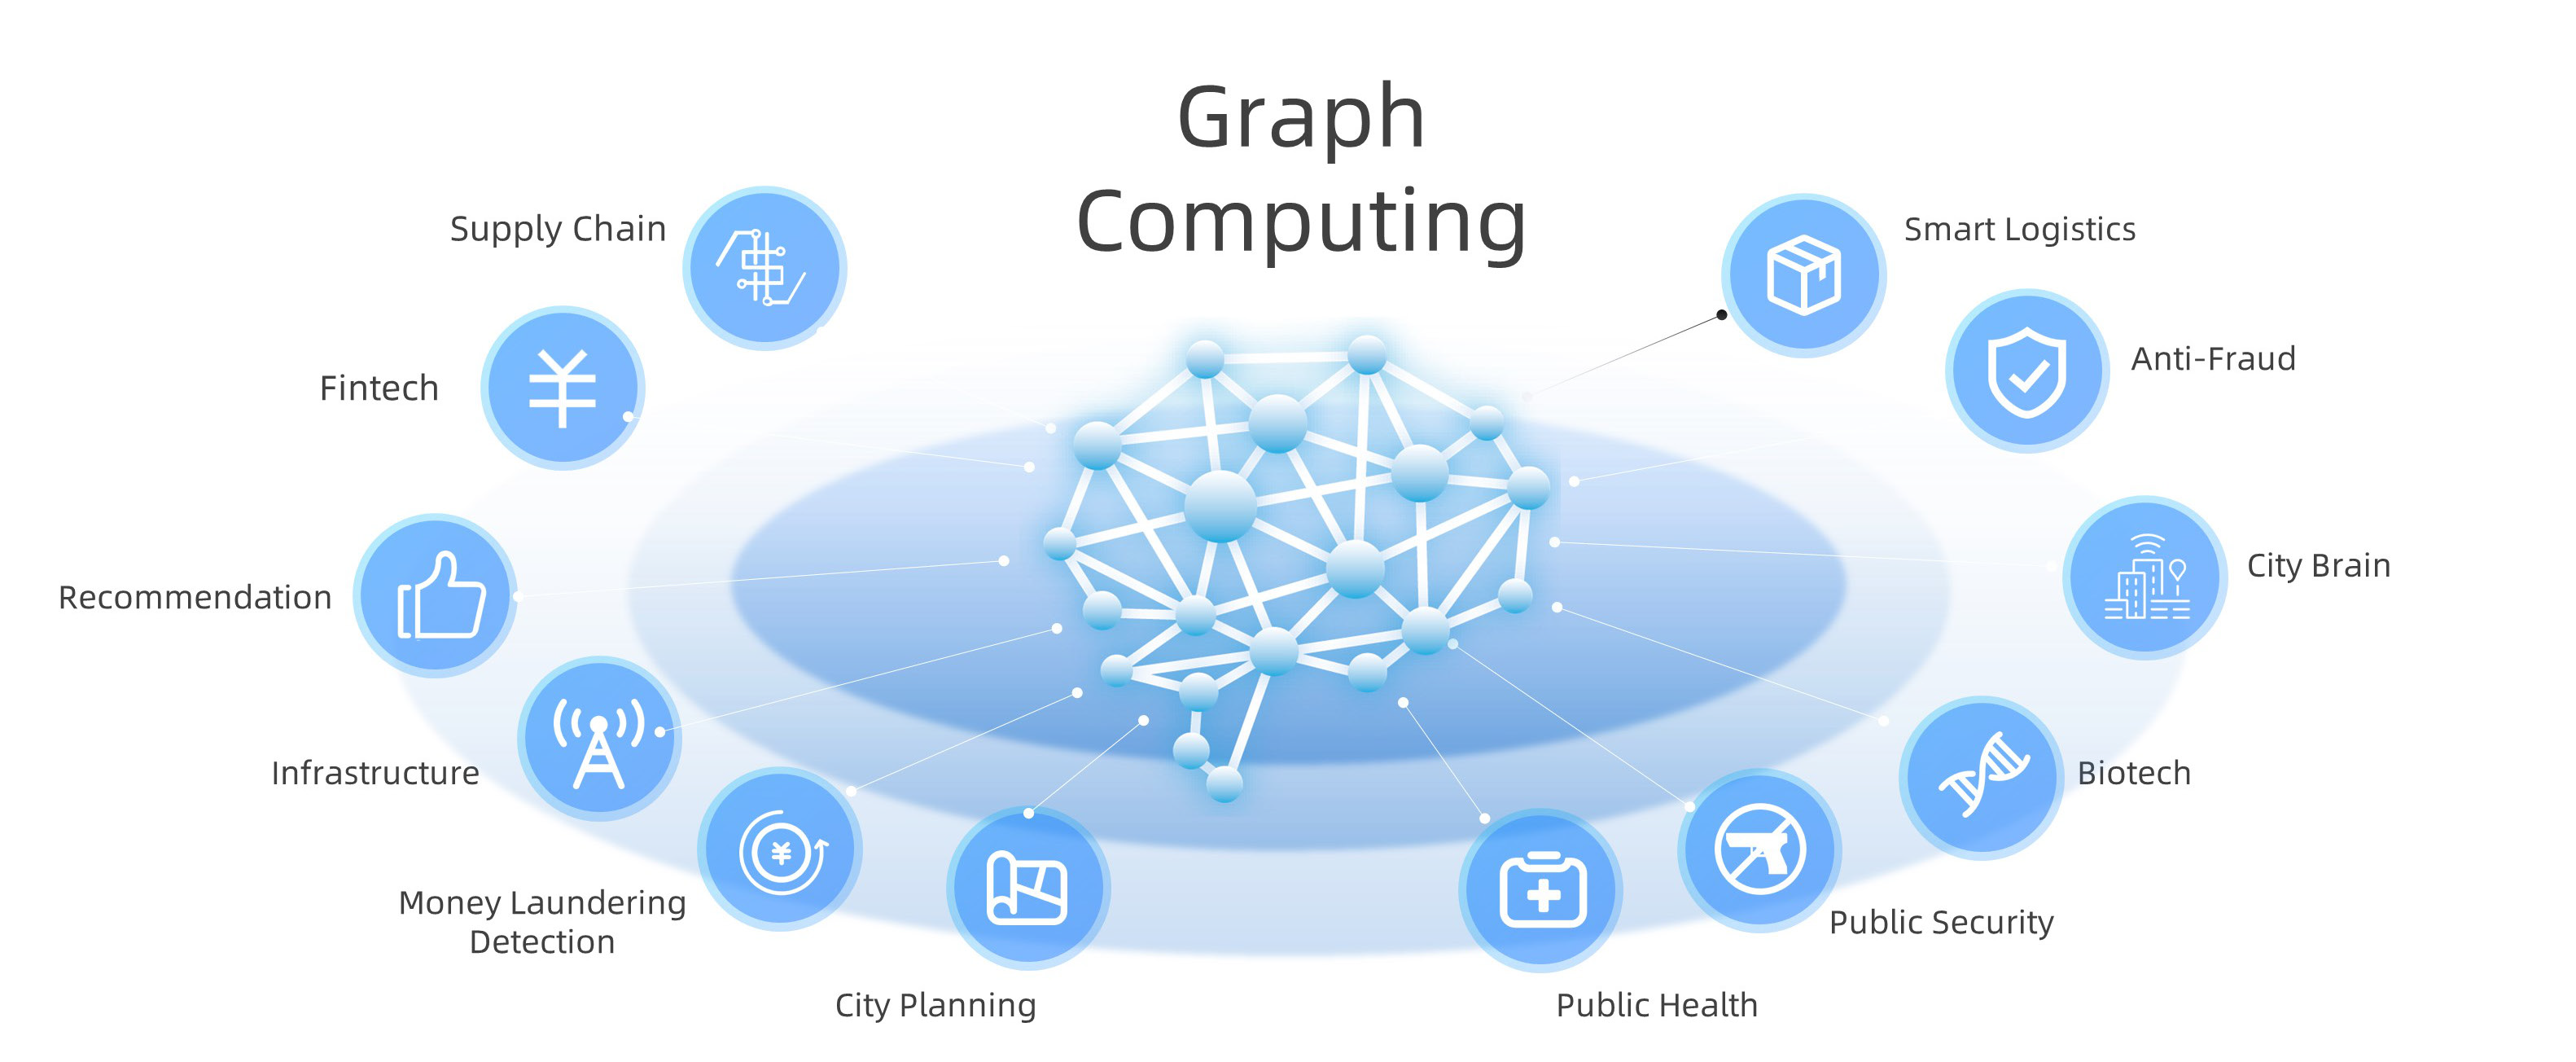 Graph
Computing
Supply Chain
Smart Logistics
Fintech
Anti-Fraud
Recommendation
City Brain
Infrastructure
Biotech
Money Laundering
Detection
Public Security
City Planning
Public Health